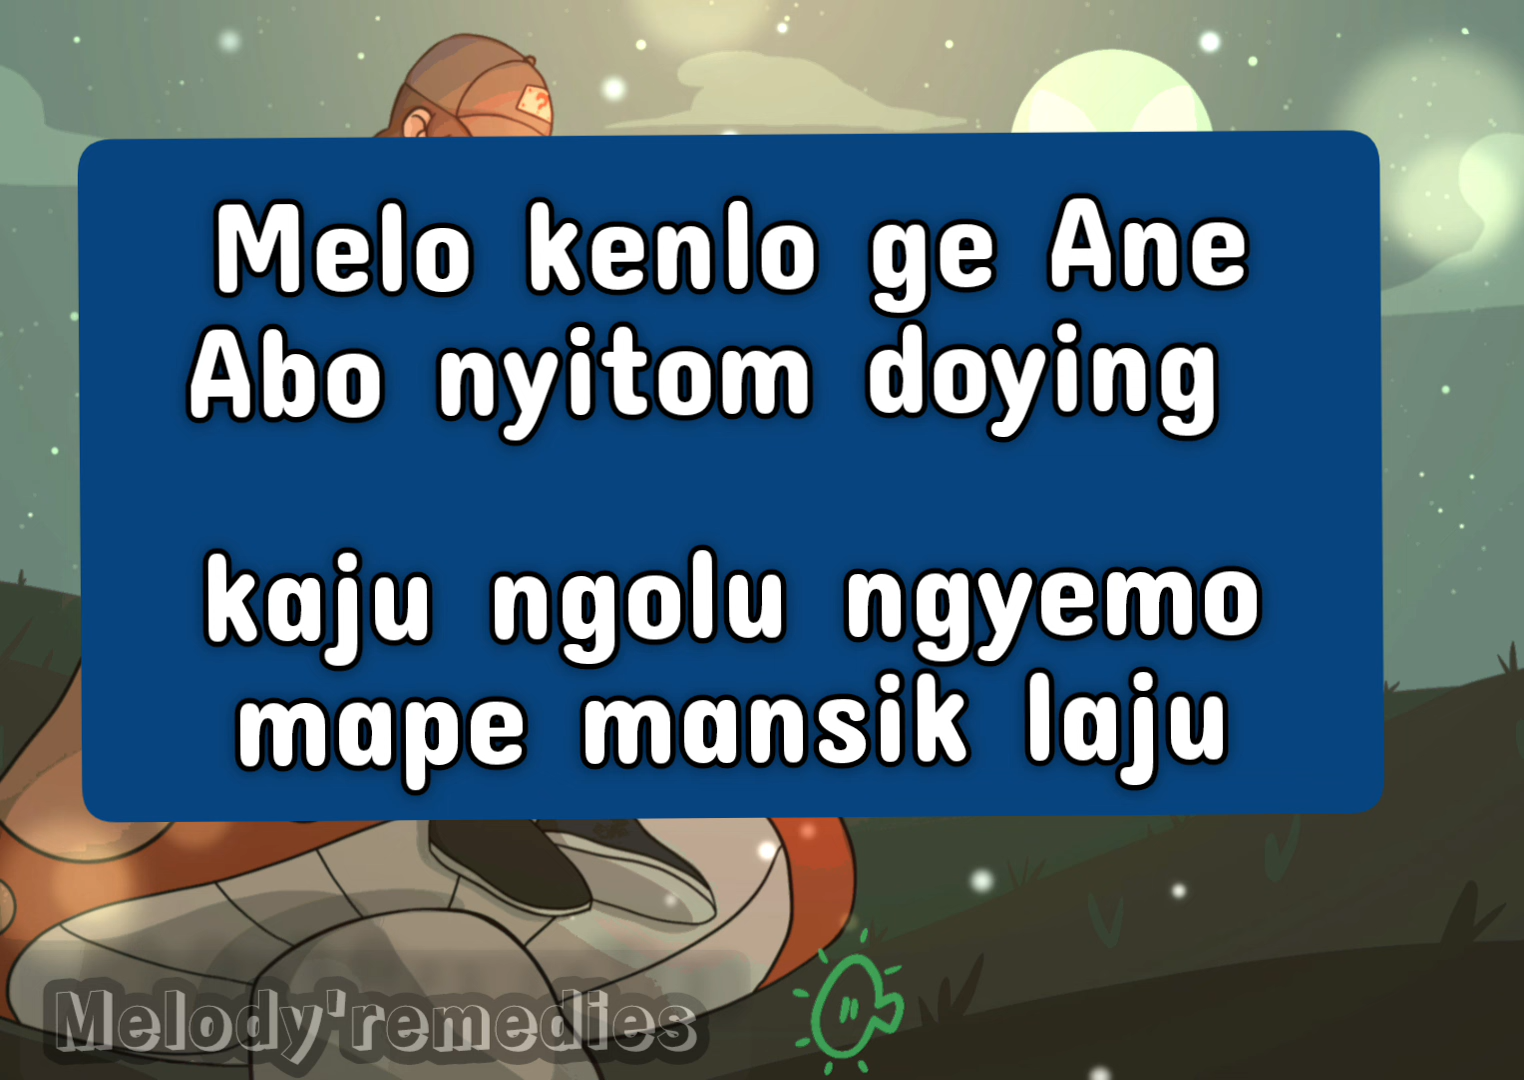 Melo kenlo ge Ane
Abo nyitom doying
kaju ngolu ngyemo
mape mansik laju
Melody'remedies